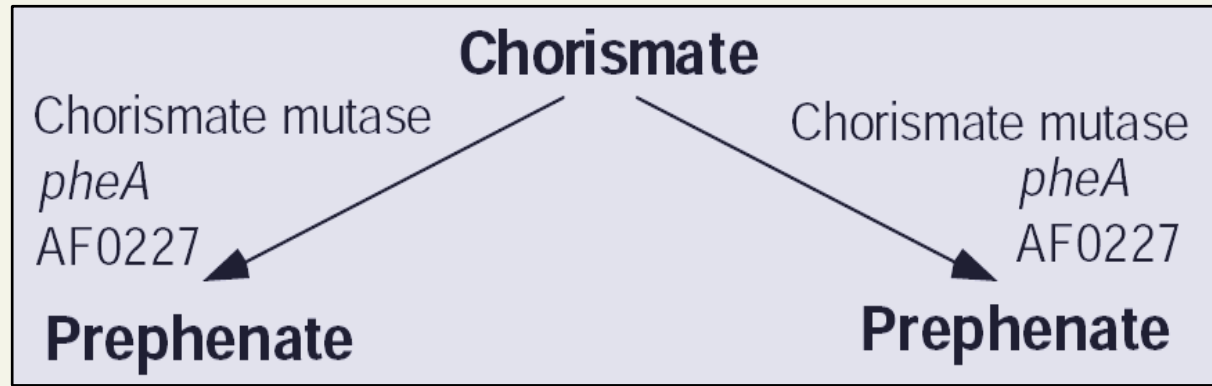 Chorismate
Chorismate mutase
pheA
AF0227
Prephenate
Chorismate mutase
pheA
AF0227
Prephenate